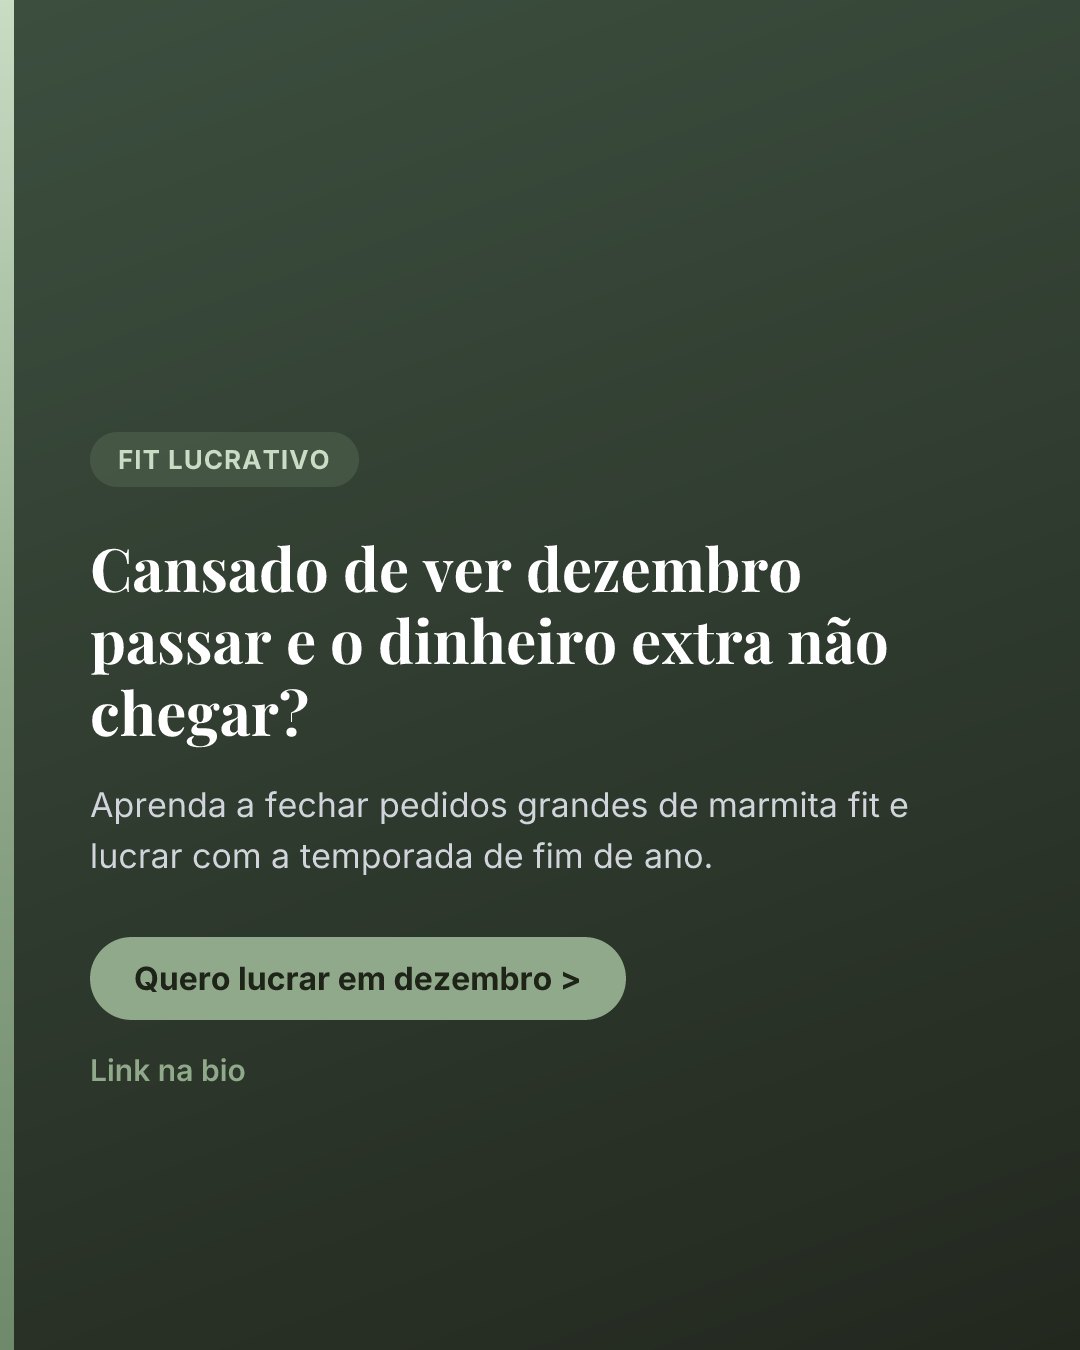 FIT LUCRATIVO
Cansado de ver dezembro
passar e o dinheiro extra não
chegar?
Aprenda a fechar pedidos grandes de marmita fit e
lucrar com a temporada de fim de ano.
Quero lucrar em dezembro >
Link na bio